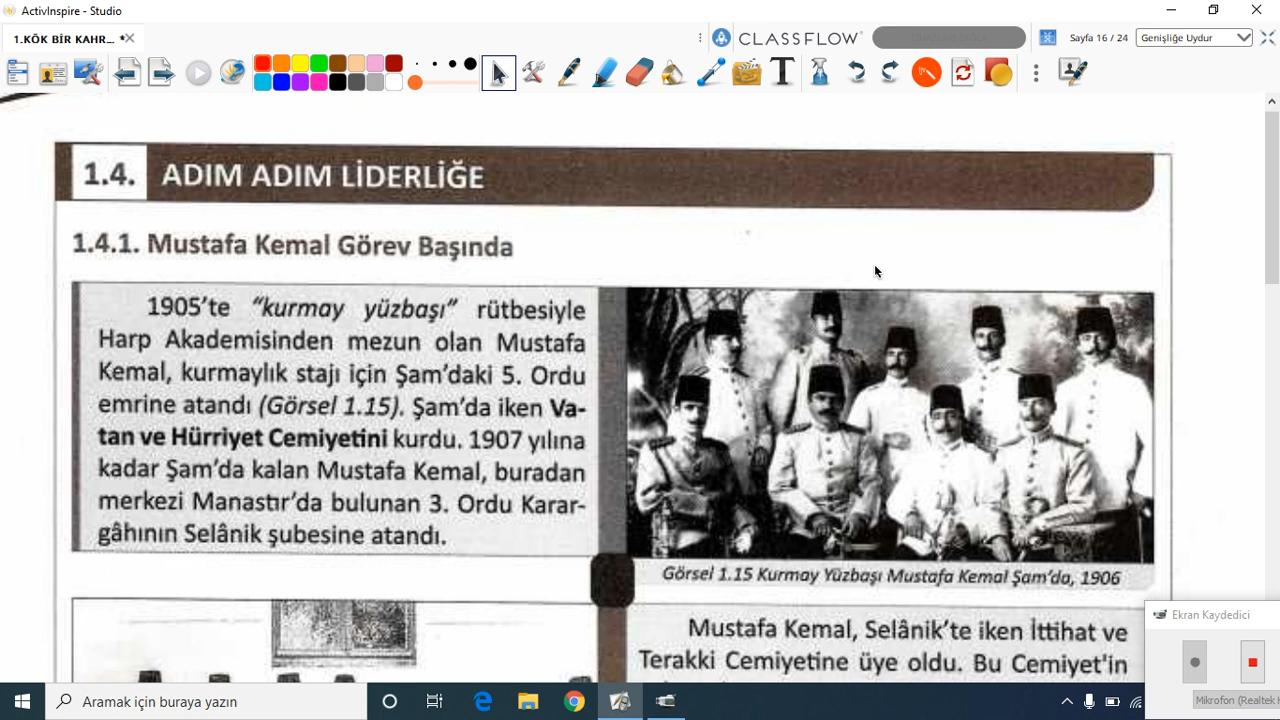 ActivInspire - Studio
1.KÖK BİR KAHR... *
CLASSFLOW
Sayfa 16 / 24
Genişliğe Uydur
1.4. ADIM ADIM LİDERLİĞE
1.4.1. Mustafa Kemal Görev Başında
1905'te "kurmay yüzbaşı" rütbesiyle
Harp Akademisinden mezun olan Mustafa
Kemal, kurmaylık stajı için Şam'daki 5. Ordu
emrine atandı (Görsel 1.15). Şam'da iken Va-
tan ve Hürriyet Cemiyetini kurdu. 1907 yılına
kadar Şam'da kalan Mustafa Kemal, buradan
merkezi Manastır'da bulunan 3. Ordu Karar-
gâhının Selânik şubesine atandı.
Görsel 1.15 Kurmay Yüzbaşı Mustafa Kemal Şam'da, 1906
Mustafa Kemal, Selânik'te iken İttihat ve
Terakki Cemiyetine üye oldu. Bu Cemiyet'in
Ekran Kaydedici
Mikrofon (Realtek
Aramak için buraya yazın